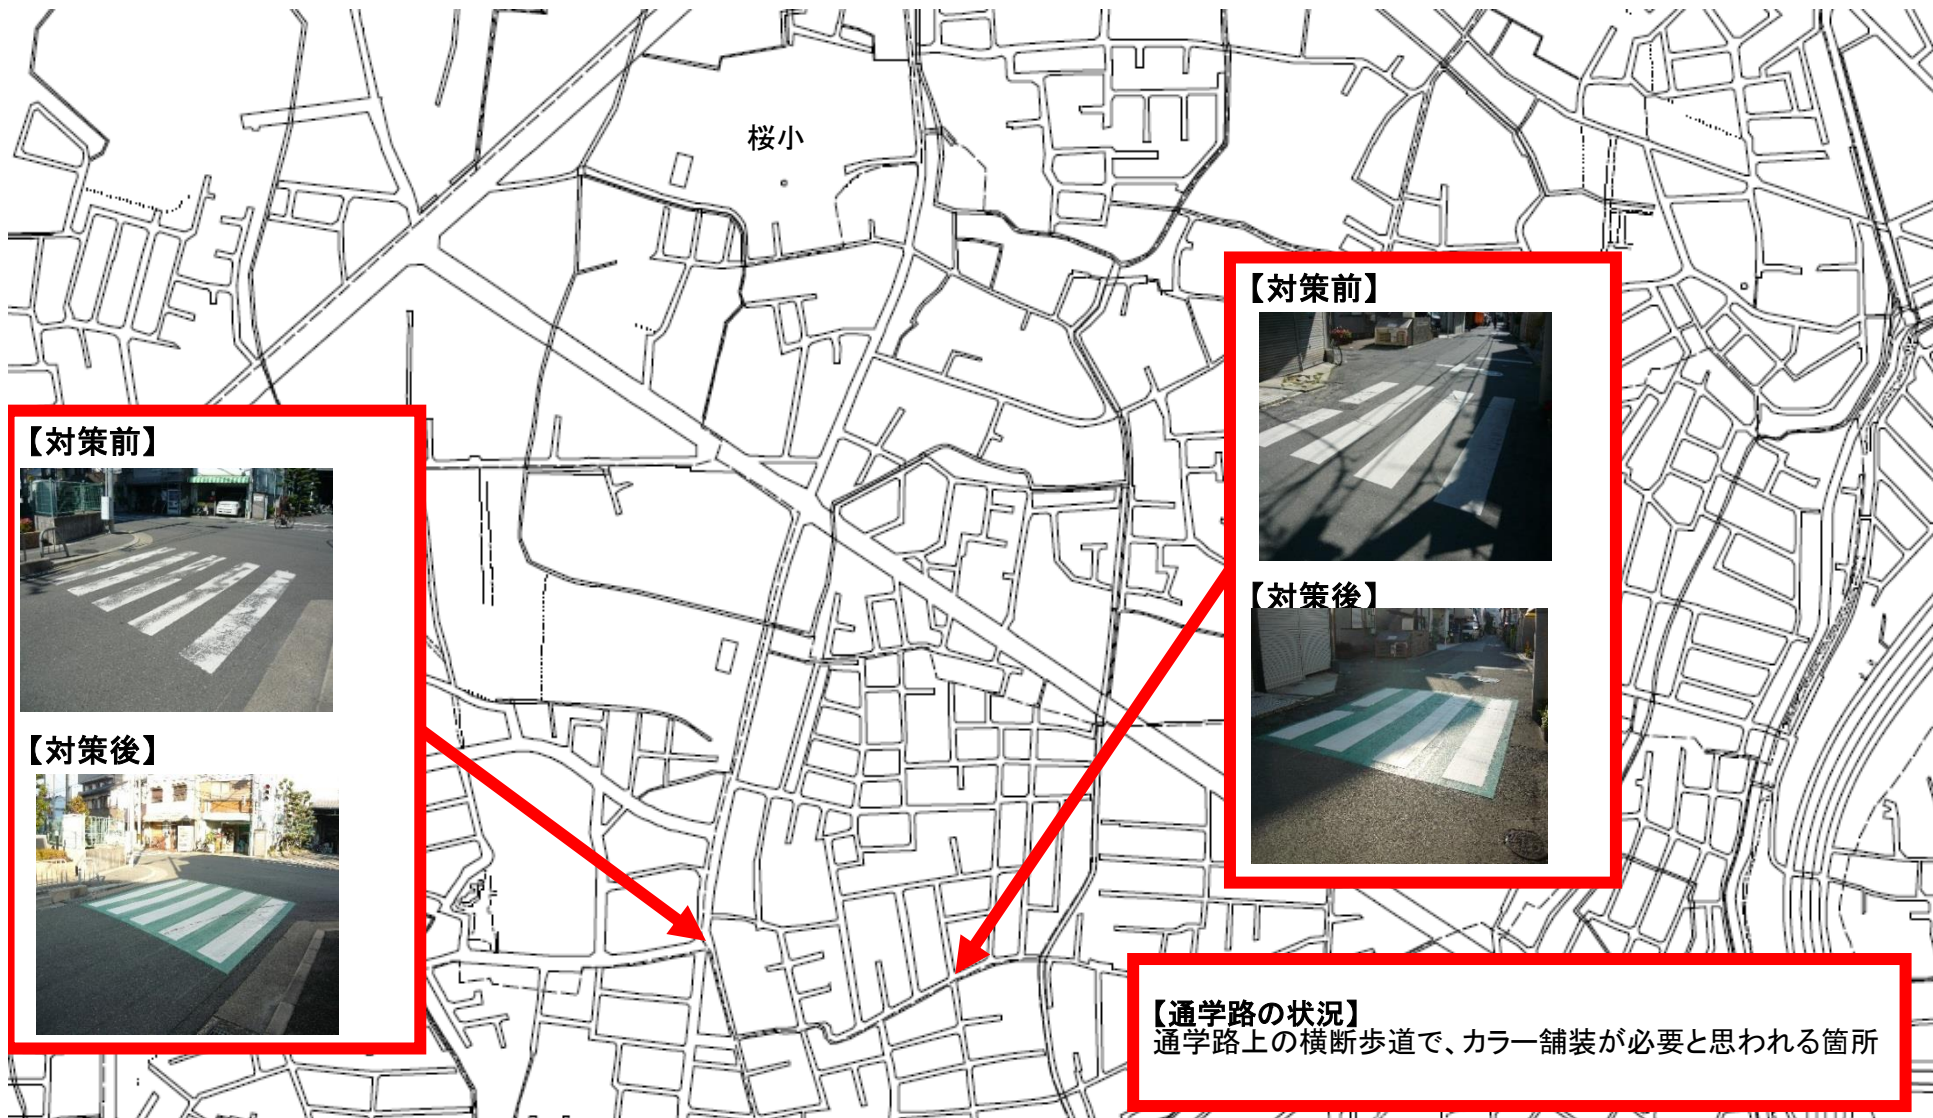 桜小
【対策前】
【対策後】
【対策前】
【対策後】
【通学路の状況】
通学路上の横断歩道で、カラー舗装が必要と思われる箇所